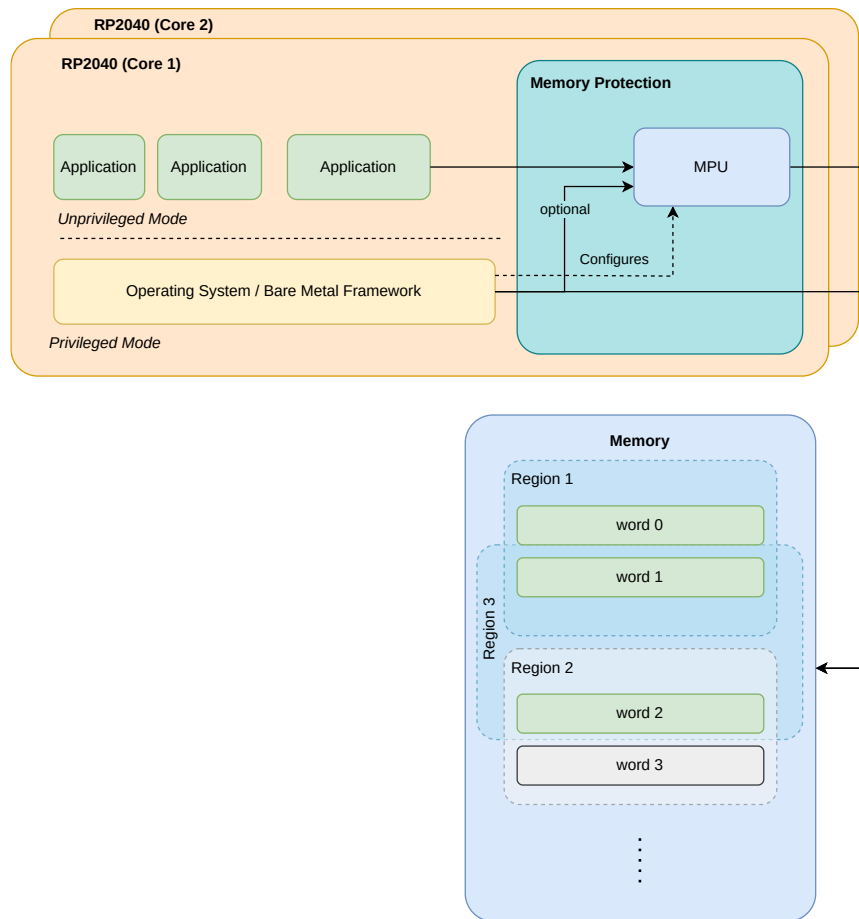 RP2040 (Core 2)
RP2040 (Core 1)
Memory Protection
Application
Application
Application
MPU
optional
Unprivileged Mode
Configures
Operating System / Bare Metal Framework
Privileged Mode
Memory
Region 1
word 0
word 1
Region 3
Region 2
word 2
word 3